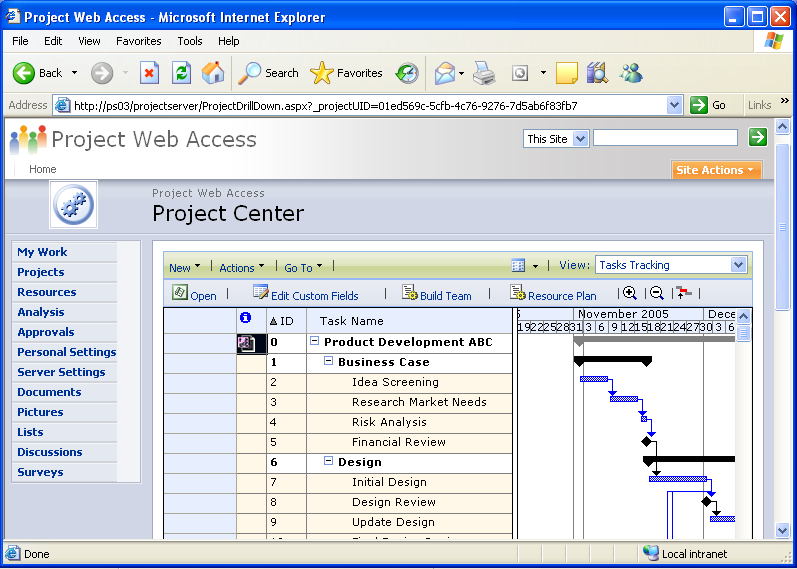 Project Web Access - Microsoft Internet Explorer
File Edit View Favorites Tools Help
Back Search Favorites
Address http://ps03/projectserver/ProjectDrillDown.aspx?_projectUID=01ed569c-5cfb-4c76-9276-7d5ab6f83fb7 Go Links »
Project Web Access This Site
Home Site Actions
Project Web Access
Project Center
My Work
Projects
Resources
Analysis
Approvals
Personal Settings
Server Settings
Documents
Pictures
Lists
Discussions
Surveys
New Actions Go To View: Tasks Tracking
Open Edit Custom Fields Build Team Resource Plan
ID Task Name November 2005 Dece
19 22 25 28 31 3 6 9 12 15 18 21 24 27 30 3 6
0 Product Development ABC
1 Business Case
2 Idea Screening
3 Research Market Needs
4 Risk Analysis
5 Financial Review
6 Design
7 Initial Design
8 Design Review
9 Update Design
Done Local intranet